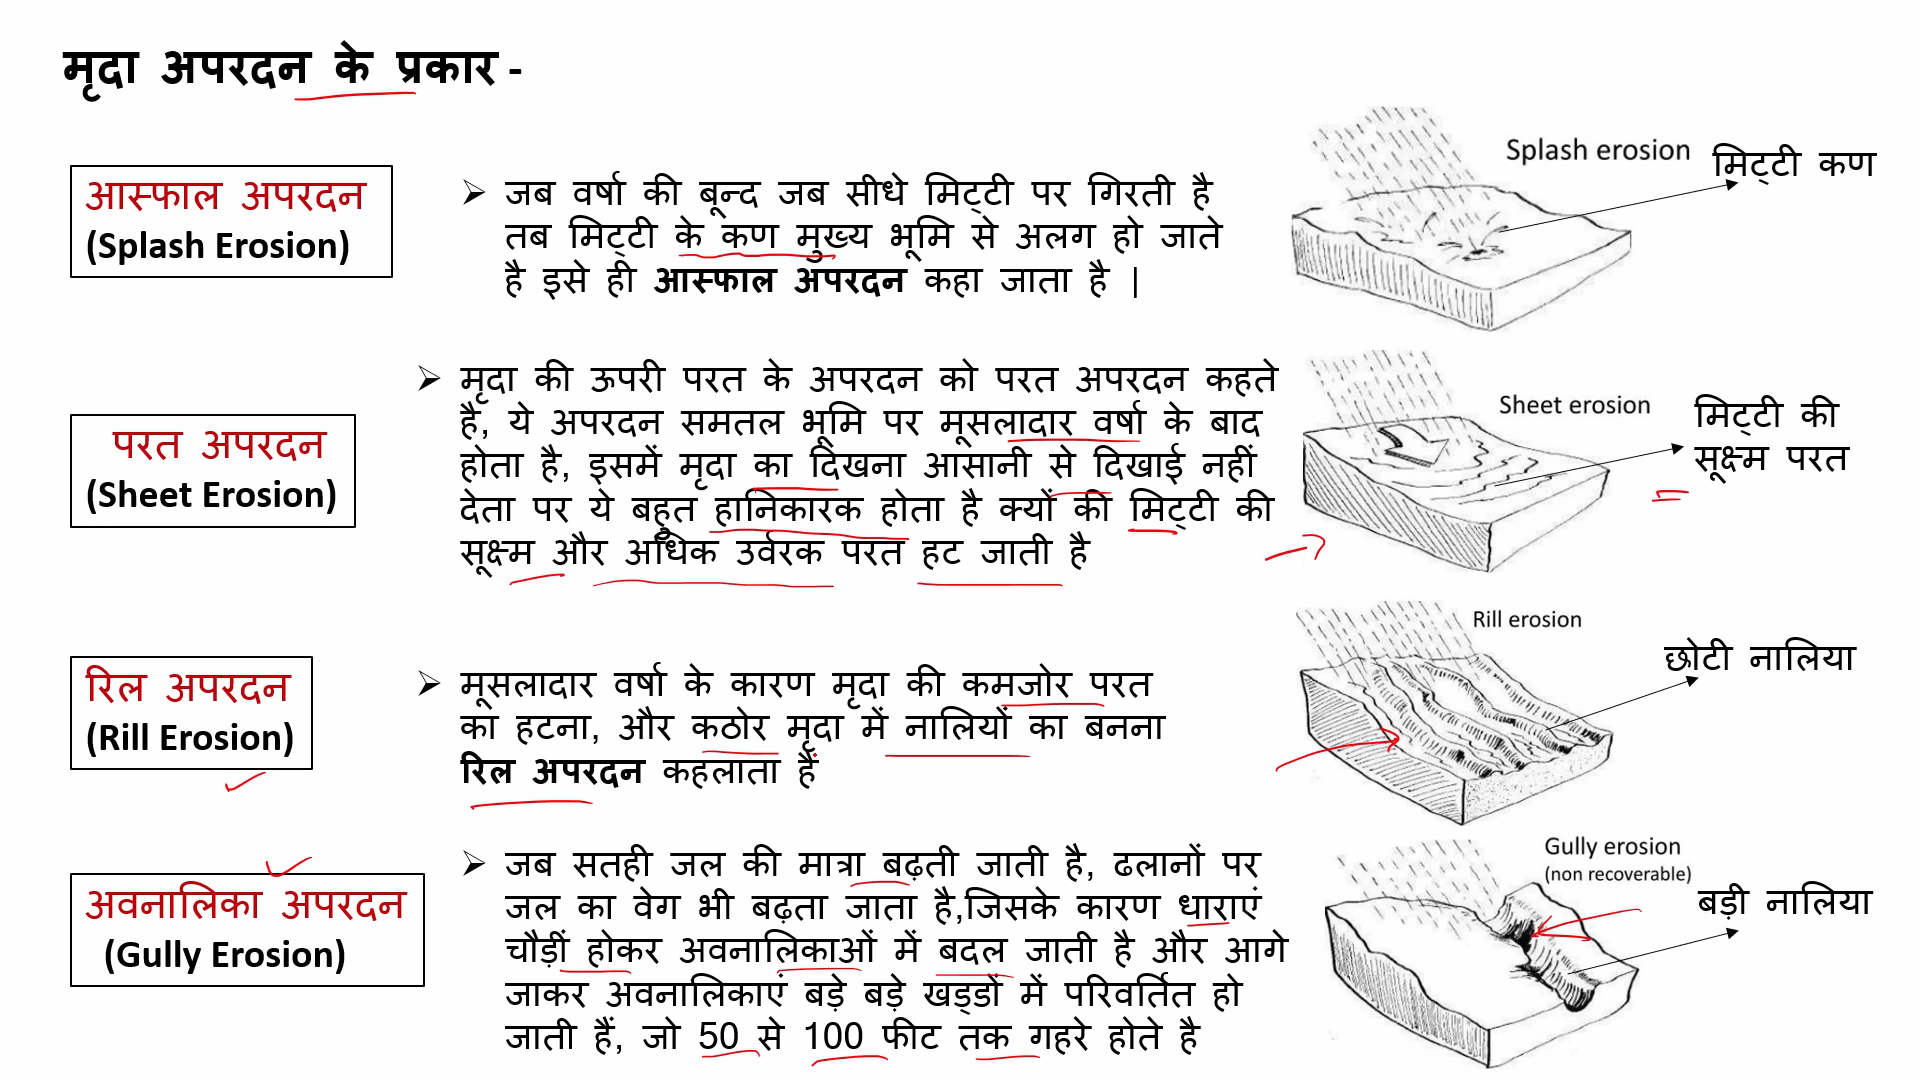 मृदा अपरदन के प्रकार -
आस्फाल अपरदन
(Splash Erosion)
➢ जब वर्षा की बून्द जब सीधे मिट्टी पर गिरती है
तब मिट्टी के कण मुख्य भूमि से अलग हो जाते
है इसे ही आस्फाल अपरदन कहा जाता है |
Splash erosion
मिट्टी कण
परत अपरदन
(Sheet Erosion)
➢ मृदा की ऊपरी परत के अपरदन को परत अपरदन कहते
है, ये अपरदन समतल भूमि पर मूसलादार वर्षा के बाद
होता है, इसमें मृदा का दिखना आसानी से दिखाई नहीं
देता पर ये बहुत हानिकारक होता है क्यों की मिट्टी की
सूक्ष्म और अधिक उर्वरक परत हट जाती है
Sheet erosion
मिट्टी की
सूक्ष्म परत
रिल अपरदन
(Rill Erosion)
➢ मूसलादार वर्षा के कारण मृदा की कमजोर परत
का हटना, और कठोर मृदा में नालियों का बनना
रिल अपरदन कहलाता हैं
Rill erosion
छोटी नालिया
अवनालिका अपरदन
(Gully Erosion)
➢ जब सतही जल की मात्रा बढ़ती जाती है, ढलानों पर
जल का वेग भी बढ़ता जाता है,जिसके कारण धाराएं
चौड़ीं होकर अवनालिकाओं में बदल जाती है और आगे
जाकर अवनालिकाएं बड़े बड़े खड्डों में परिवर्तित हो
जाती हैं, जो 50 से 100 फीट तक गहरे होते है
Gully erosion
(non recoverable)
बड़ी नालिया